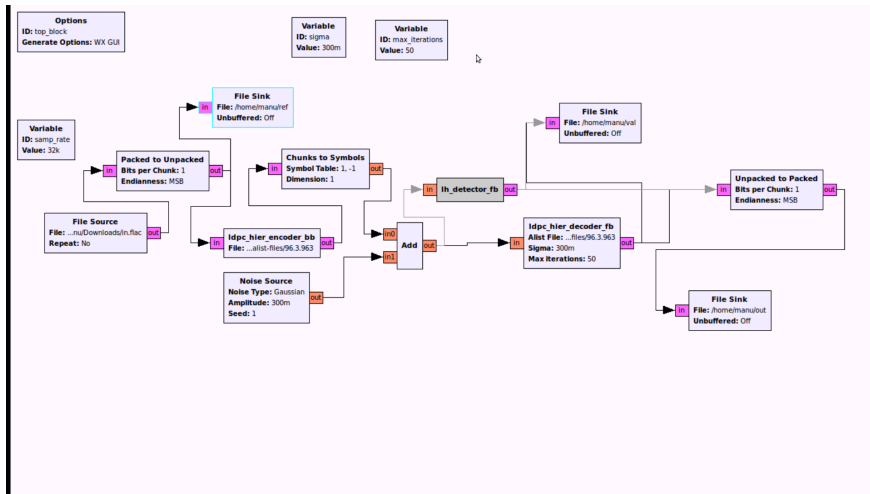 Options
ID: top_block
Generate Options: WX GUI
Variable
ID: sigma
Value: 300m
Variable
ID: max_iterations
Value: 50
File Sink
in
File: /home/manu/ref
Unbuffered: Off
File Sink
in
File: /home/manu/val
Unbuffered: Off
Variable
ID: samp_rate
Value: 32k
Packed to Unpacked
in
Bits per Chunk: 1
out
Endianness: MSB
Chunks to Symbols
in
Symbol Table: 1, -1
out
Dimension: 1
in
lh_detector_fb
out
Unpacked to Packed
in
Bits per Chunk: 1
out
Endianness: MSB
File Source
File: ...nu/Downloads/in.flac
out
Repeat: No
ldpc_hier_encoder_bb
in
File: ...alist-files/96.3.963
out
in0
in1
Add
out
ldpc_hier_decoder_fb
in
Alist File: ...files/96.3.963
Sigma: 300m
out
Max iterations: 50
Noise Source
Noise Type: Gaussian
Amplitude: 300m
out
Seed: 1
File Sink
in
File: /home/manu/out
Unbuffered: Off